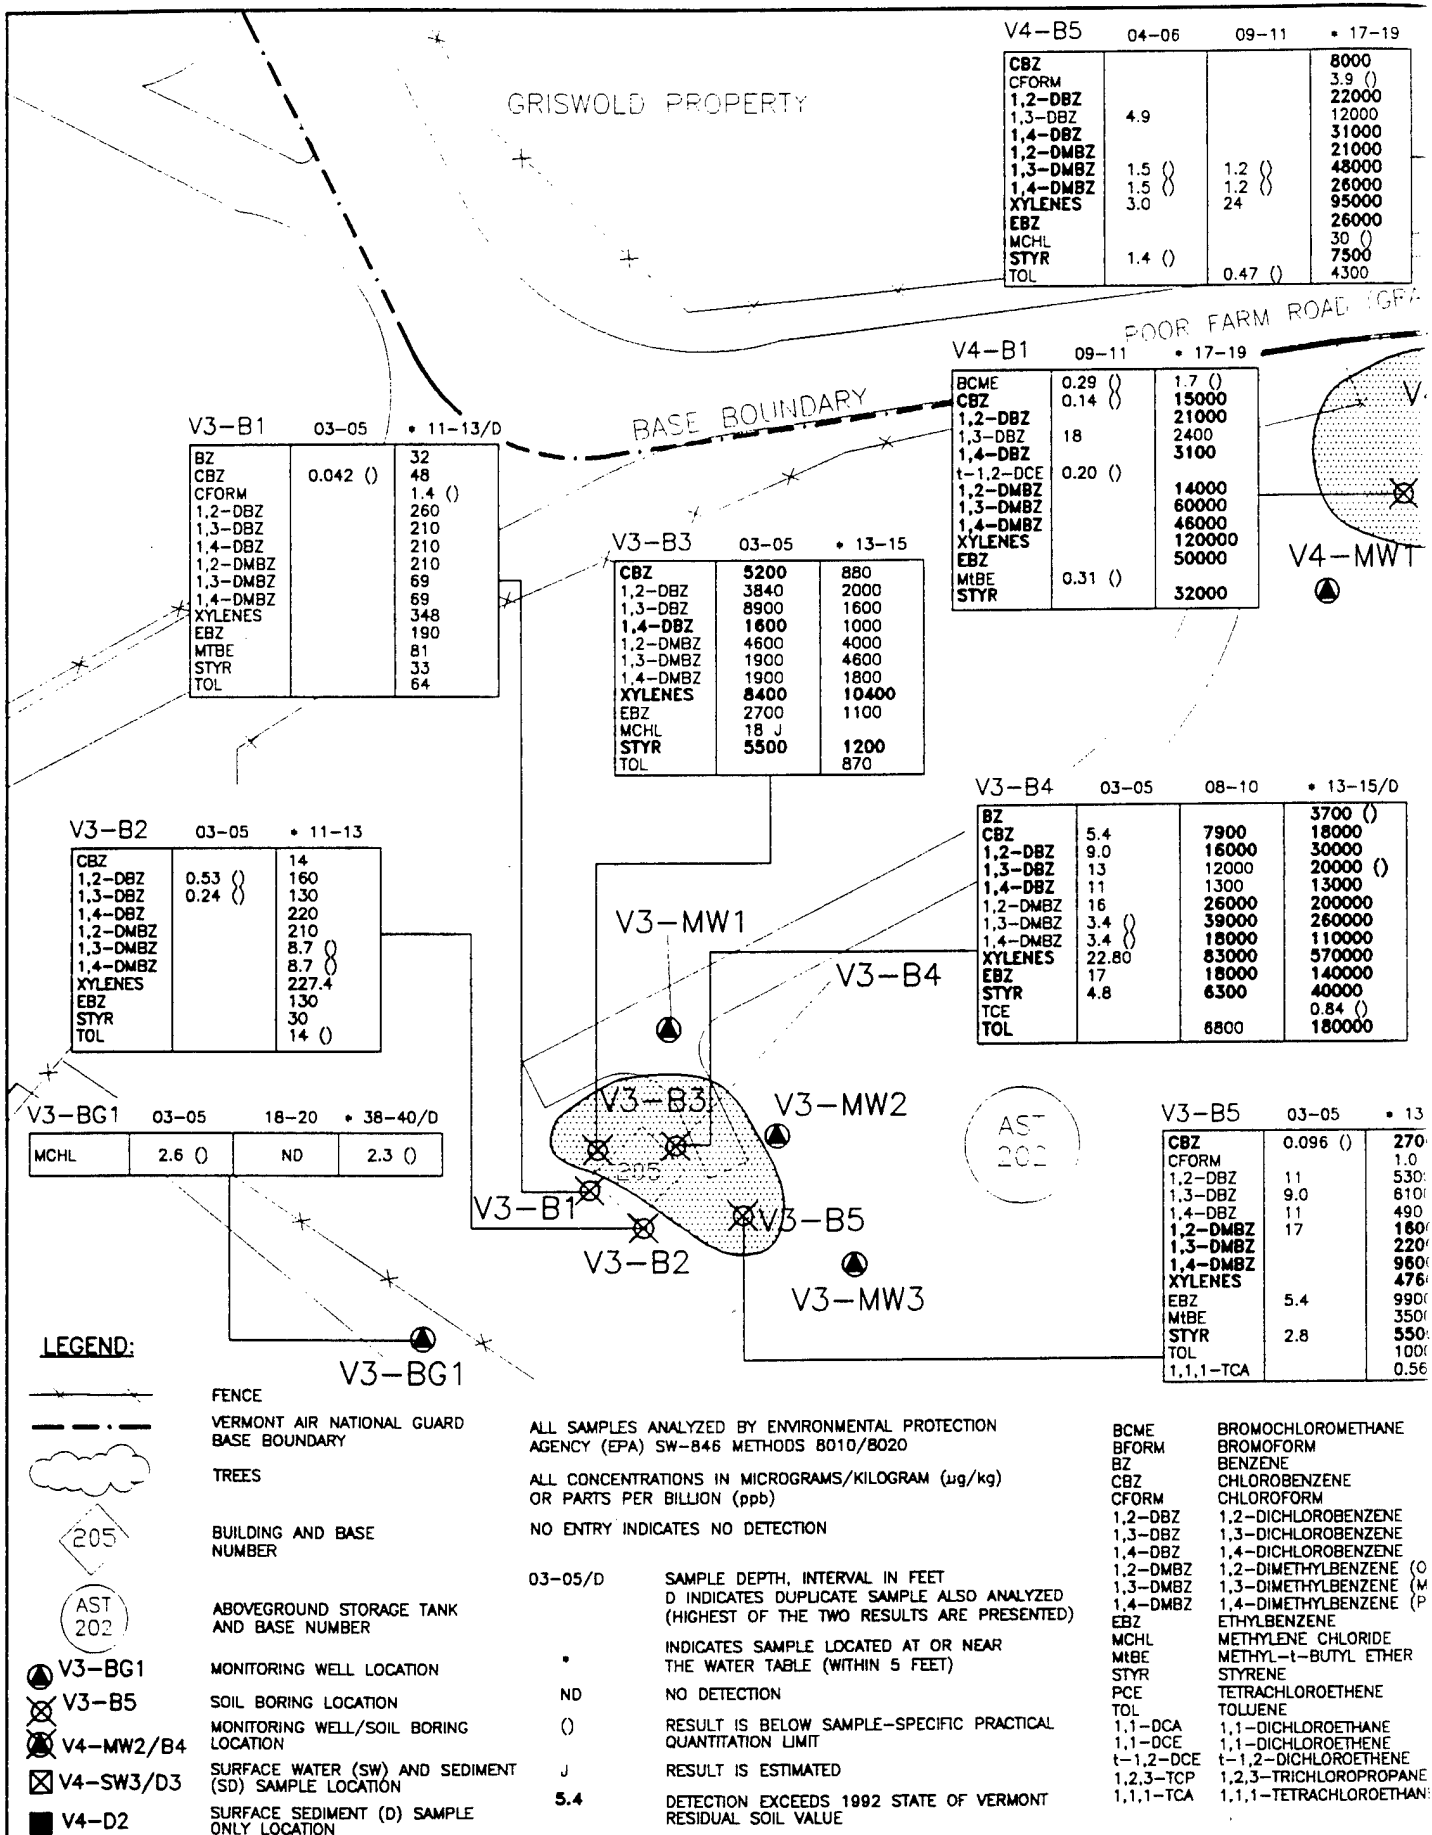 V4-B5 04-06 09-11 * 17-19
CBZ 8000
CFORM 3.9 ()
1,2-DBZ 22000
1,3-DBZ 4.9 12000
1,4-DBZ 31000
1,2-DMBZ 21000
1,3-DMBZ 1.5 () 1.2 () 48000
1,4-DMBZ 1.5 () 1.2 () 26000
XYLENES 3.0 24 95000
EBZ 26000
MCHL 30 ()
STYR 1.4 () 7500
TOL 0.47 () 4300
GRISWOLD PROPERTY
POOR FARM ROAD (GRA
BASE BOUNDARY
V4-B1 09-11 * 17-19
BCME 0.29 () 1.7 ()
CBZ 0.14 () 15000
1,2-DBZ 21000
1,3-DBZ 18 2400
1,4-DBZ 3100
t-1,2-DCE 0.20 ()
1,2-DMBZ 14000
1,3-DMBZ 60000
1,4-DMBZ 46000
XYLENES 120000
EBZ 50000
MtBE 0.31 ()
STYR 32000
V4-MW1
V3-B1 03-05 * 11-13/D
BZ 32
CBZ 0.042 () 48
CFORM 1.4 ()
1,2-DBZ 260
1,3-DBZ 210
1,4-DBZ 210
1,2-DMBZ 210
1,3-DMBZ 69
1,4-DMBZ 69
XYLENES 348
EBZ 190
MTBE 81
STYR 33
TOL 64
V3-B3 03-05 * 13-15
CBZ 5200 880
1,2-DBZ 3840 2000
1,3-DBZ 8900 1600
1,4-DBZ 1600 1000
1,2-DMBZ 4600 4000
1,3-DMBZ 1900 4600
1,4-DMBZ 1900 1800
XYLENES 8400 10400
EBZ 2700 1100
MCHL 18 J
STYR 5500 1200
TOL 870
V3-B4 03-05 08-10 * 13-15/D
BZ 3700 ()
CBZ 5.4 7900 18000
1,2-DBZ 9.0 16000 30000
1,3-DBZ 13 12000 20000 ()
1,4-DBZ 11 1300 13000
1,2-DMBZ 16 26000 200000
1,3-DMBZ 3.4 () 39000 260000
1,4-DMBZ 3.4 () 18000 110000
XYLENES 22.80 83000 570000
EBZ 17 18000 140000
STYR 4.8 6300 40000
TCE 0.84 ()
TOL 6800 180000
V3-B2 03-05 * 11-13
CBZ 14
1,2-DBZ 0.53 () 160
1,3-DBZ 0.24 () 130
1,4-DBZ 220
1,2-DMBZ 210
1,3-DMBZ 8.7 ()
1,4-DMBZ 8.7 ()
XYLENES 227.4
EBZ 130
STYR 30
TOL 14 ()
V3-MW1
V3-B4
V3-B3
V3-MW2
205
V3-B1
V3-B2
V3-B5
V3-MW3
AST
202
V3-BG1 03-05 18-20 * 38-40/D
MCHL 2.6 () ND 2.3 ()
V3-BG1
V3-B5 03-05 * 13
CBZ 0.096 () 270
CFORM 1.0
1,2-DBZ 11 530
1,3-DBZ 9.0 610
1,4-DBZ 11 490
1,2-DMBZ 17 160
1,3-DMBZ 220
1,4-DMBZ 960
XYLENES 476
EBZ 5.4 990
MtBE 350
STYR 2.8 550
TOL 100
1,1,1-TCA 0.56
LEGEND:
FENCE
VERMONT AIR NATIONAL GUARD
BASE BOUNDARY
TREES
205
BUILDING AND BASE
NUMBER
AST
202
ABOVEGROUND STORAGE TANK
AND BASE NUMBER
V3-BG1 MONITORING WELL LOCATION
V3-B5 SOIL BORING LOCATION
V4-MW2/B4 MONITORING WELL/SOIL BORING
LOCATION
V4-SW3/D3 SURFACE WATER (SW) AND SEDIMENT
(SD) SAMPLE LOCATION
V4-D2 SURFACE SEDIMENT (D) SAMPLE
ONLY LOCATION
ALL SAMPLES ANALYZED BY ENVIRONMENTAL PROTECTION
AGENCY (EPA) SW-846 METHODS 8010/8020
ALL CONCENTRATIONS IN MICROGRAMS/KILOGRAM (µg/kg)
OR PARTS PER BILLION (ppb)
NO ENTRY INDICATES NO DETECTION
03-05/D SAMPLE DEPTH, INTERVAL IN FEET
D INDICATES DUPLICATE SAMPLE ALSO ANALYZED
(HIGHEST OF THE TWO RESULTS ARE PRESENTED)
* INDICATES SAMPLE LOCATED AT OR NEAR
THE WATER TABLE (WITHIN 5 FEET)
ND NO DETECTION
() RESULT IS BELOW SAMPLE-SPECIFIC PRACTICAL
QUANTITATION LIMIT
J RESULT IS ESTIMATED
5.4 DETECTION EXCEEDS 1992 STATE OF VERMONT
RESIDUAL SOIL VALUE
BCME BROMOCHLOROMETHANE
BFORM BROMOFORM
BZ BENZENE
CBZ CHLOROBENZENE
CFORM CHLOROFORM
1,2-DBZ 1,2-DICHLOROBENZENE
1,3-DBZ 1,3-DICHLOROBENZENE
1,4-DBZ 1,4-DICHLOROBENZENE
1,2-DMBZ 1,2-DIMETHYLBENZENE (O
1,3-DMBZ 1,3-DIMETHYLBENZENE (M
1,4-DMBZ 1,4-DIMETHYLBENZENE (P
EBZ ETHYLBENZENE
MCHL METHYLENE CHLORIDE
MtBE METHYL-t-BUTYL ETHER
STYR STYRENE
PCE TETRACHLOROETHENE
TOL TOLUENE
1,1-DCA 1,1-DICHLOROETHANE
1,1-DCE 1,1-DICHLOROETHENE
t-1,2-DCE t-1,2-DICHLOROETHENE
1,2,3-TCP 1,2,3-TRICHLOROPROPANE
1,1,1-TCA 1,1,1-TETRACHLOROETHAN